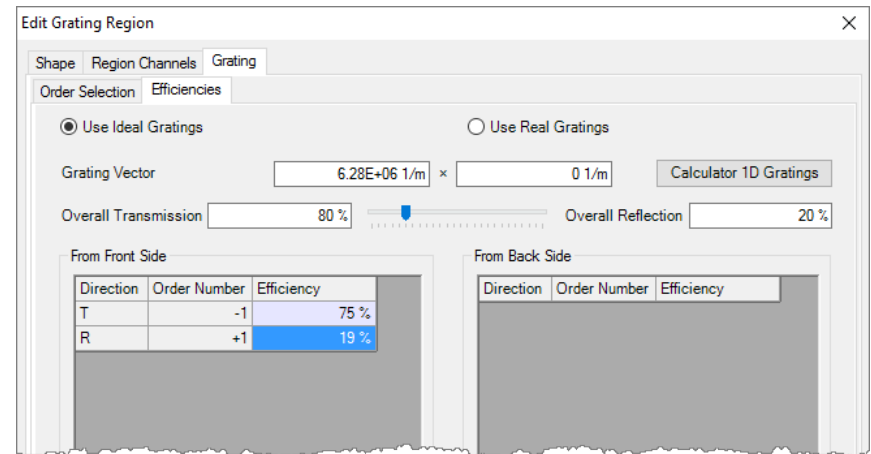 Edit Grating Region
Shape Region Channels Grating
Order Selection Efficiencies
Use Ideal Gratings Use Real Gratings
Grating Vector 6.28E+06 1/m × 0 1/m Calculator 1D Gratings
Overall Transmission 80 % Overall Reflection 20 %
From Front Side From Back Side
Direction Order Number Efficiency Direction Order Number Efficiency
T -1 75 %
R +1 19 %